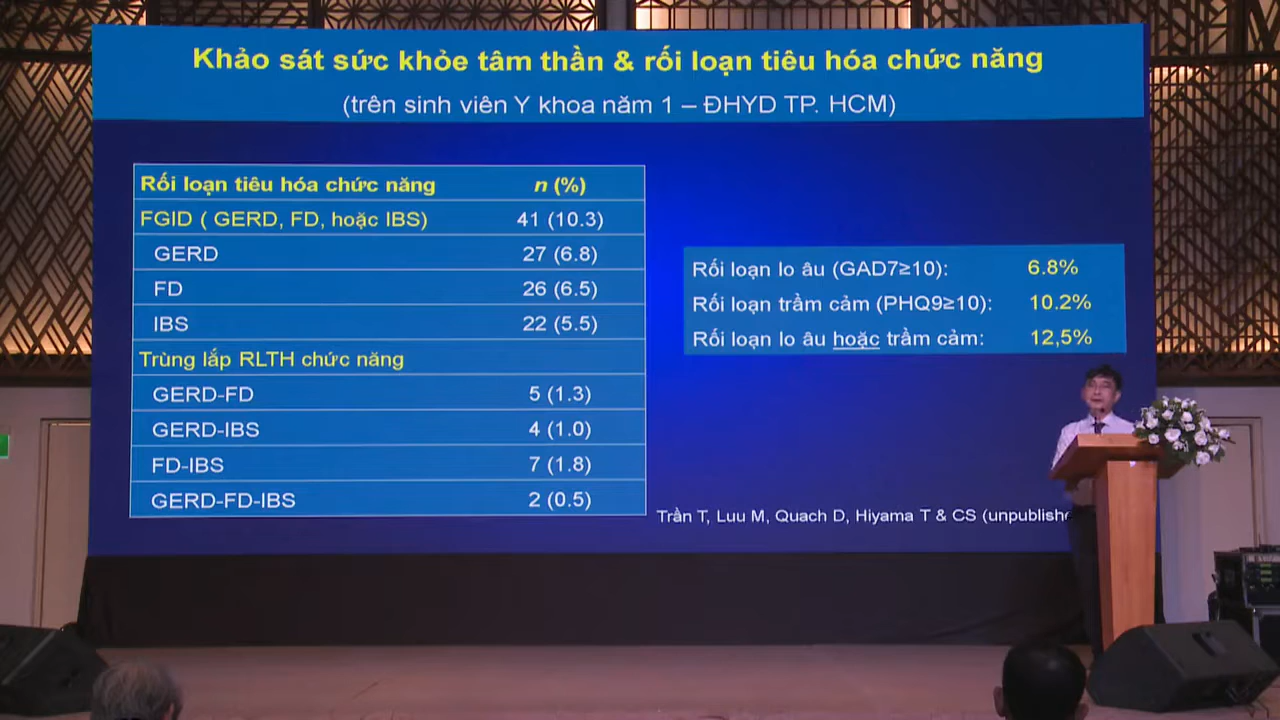 Khảo sát sức khỏe tâm thần & rối loạn tiêu hóa chức năng
(trên sinh viên Y khoa năm 1 – ĐHYD TP. HCM)
Rối loạn tiêu hóa chức năng n (%)
FGID ( GERD, FD, hoặc IBS) 41 (10.3)
GERD 27 (6.8)
FD 26 (6.5)
IBS 22 (5.5)
Trùng lắp RLTH chức năng
GERD-FD 5 (1.3)
GERD-IBS 4 (1.0)
FD-IBS 7 (1.8)
GERD-FD-IBS 2 (0.5)
Rối loạn lo âu (GAD7≥10): 6.8%
Rối loạn trầm cảm (PHQ9≥10): 10.2%
Rối loạn lo âu hoặc trầm cảm: 12,5%
Trần T, Luu M, Quach D, Hiyama T & CS (unpublishe